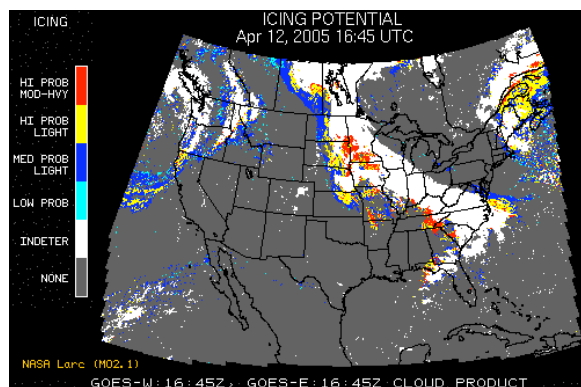 ICING
ICING POTENTIAL
Apr 12, 2005 16:45 UTC
HI PROB
MOD-HVY
HI PROB
LIGHT
MED PROB
LIGHT
LOW PROB
INDETER
NONE
NASA Larc (MO2.1)
GOES-W:16:45Z, GOES-E:16:45Z CLOUD PRODUCT